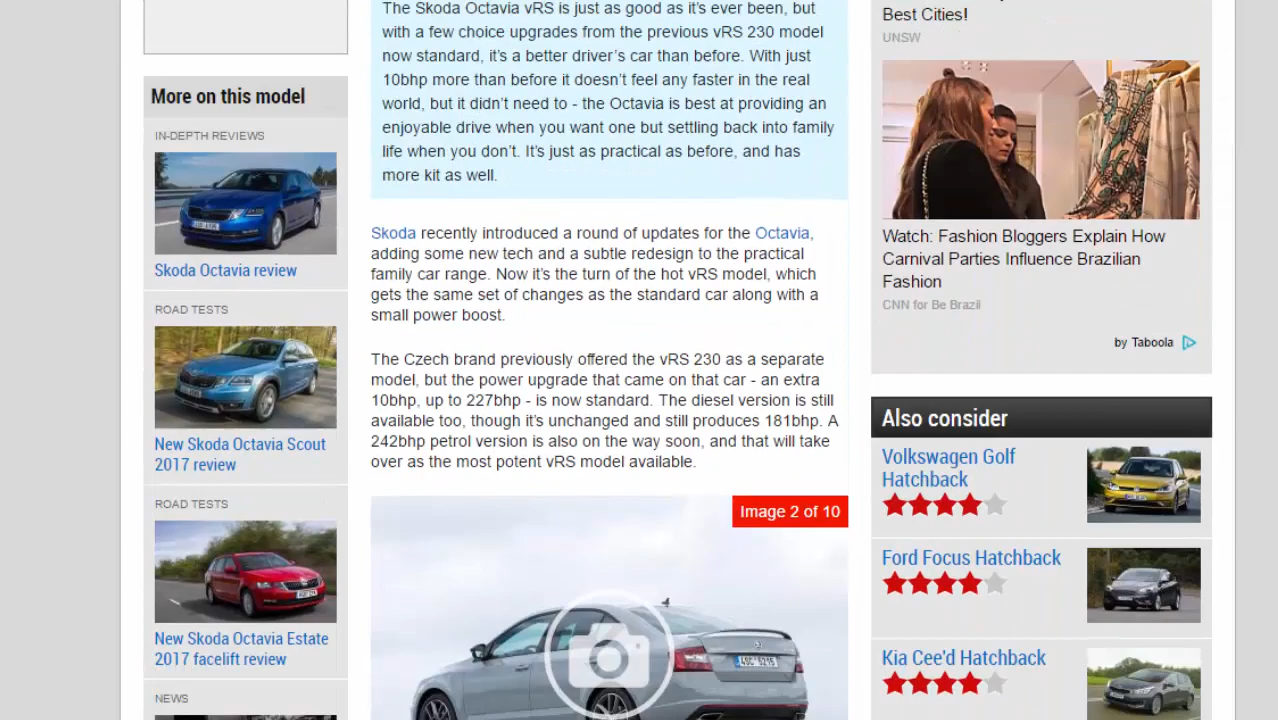 More on this model
IN-DEPTH REVIEWS
Skoda Octavia review
ROAD TESTS
New Skoda Octavia Scout
2017 review
ROAD TESTS
New Skoda Octavia Estate
2017 facelift review
NEWS
The Skoda Octavia vRS is just as good as it’s ever been, but
with a few choice upgrades from the previous vRS 230 model
now standard, it’s a better driver’s car than before. With just
10bhp more than before it doesn’t feel any faster in the real
world, but it didn’t need to - the Octavia is best at providing an
enjoyable drive when you want one but settling back into family
life when you don’t. It’s just as practical as before, and has
more kit as well.
Skoda recently introduced a round of updates for the Octavia,
adding some new tech and a subtle redesign to the practical
family car range. Now it’s the turn of the hot vRS model, which
gets the same set of changes as the standard car along with a
small power boost.
The Czech brand previously offered the vRS 230 as a separate
model, but the power upgrade that came on that car - an extra
10bhp, up to 227bhp - is now standard. The diesel version is still
available too, though it’s unchanged and still produces 181bhp. A
242bhp petrol version is also on the way soon, and that will take
over as the most potent vRS model available.
Image 2 of 10
Best Cities!
UNSW
Watch: Fashion Bloggers Explain How
Carnival Parties Influence Brazilian
Fashion
CNN for Be Brazil
by Taboola
Also consider
Volkswagen Golf
Hatchback
Ford Focus Hatchback
Kia Cee'd Hatchback